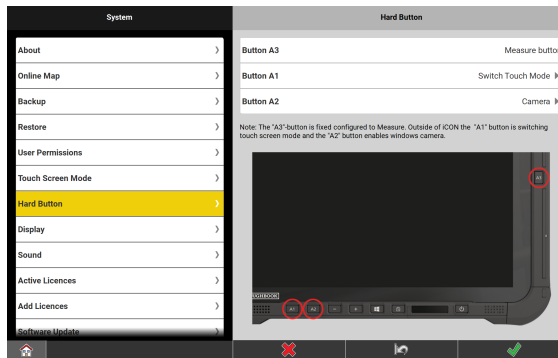 System
Hard Button
About
Online Map
Backup
Restore
User Permissions
Touch Screen Mode
Hard Button
Display
Sound
Active Licences
Add Licences
Software Update
Button A3 Measure butto
Button A1 Switch Touch Mode
Button A2 Camera
Note: The "A3"-button is fixed configured to Measure. Outside of iCON the "A1" button is switching
touch screen mode and the "A2" button enables windows camera.
A1
UGHBOOK
A1 A2 - +